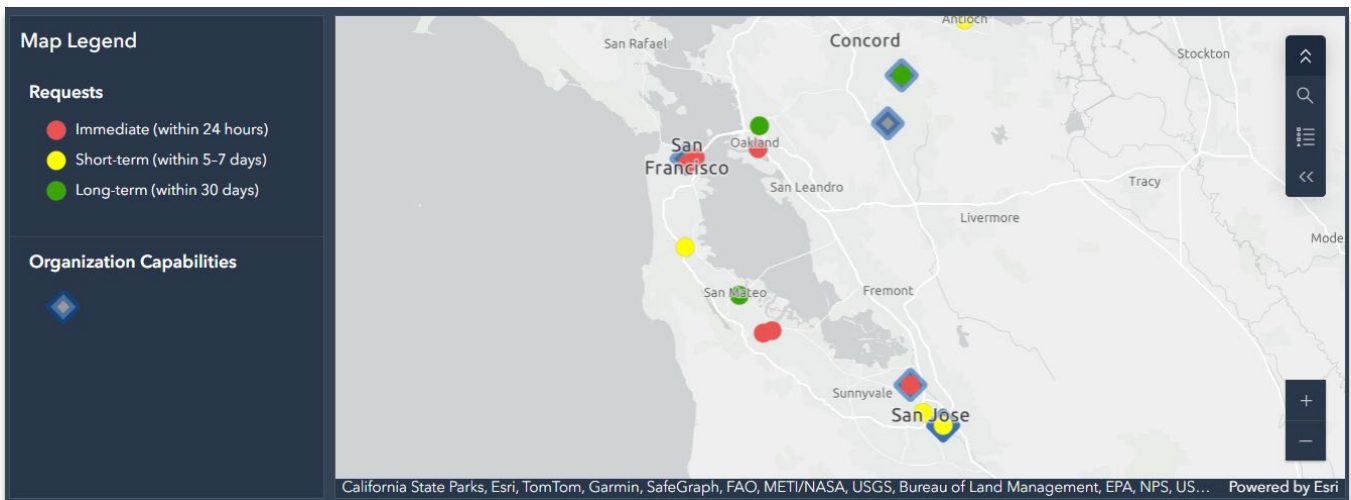 Map Legend
Requests
Immediate (within 24 hours)
Short-term (within 5-7 days)
Long-term (within 30 days)
Organization Capabilities
Antioch
San Rafael
Concord
Stockton
San
Francisco
Oakland
San Leandro
Tracy
Livermore
Mode
San Mateo
Fremont
Sunnyvale
San Jose
California State Parks, Esri, TomTom, Garmin, SafeGraph, FAO, METI/NASA, USGS, Bureau of Land Management, EPA, NPS, US... Powered by Esri